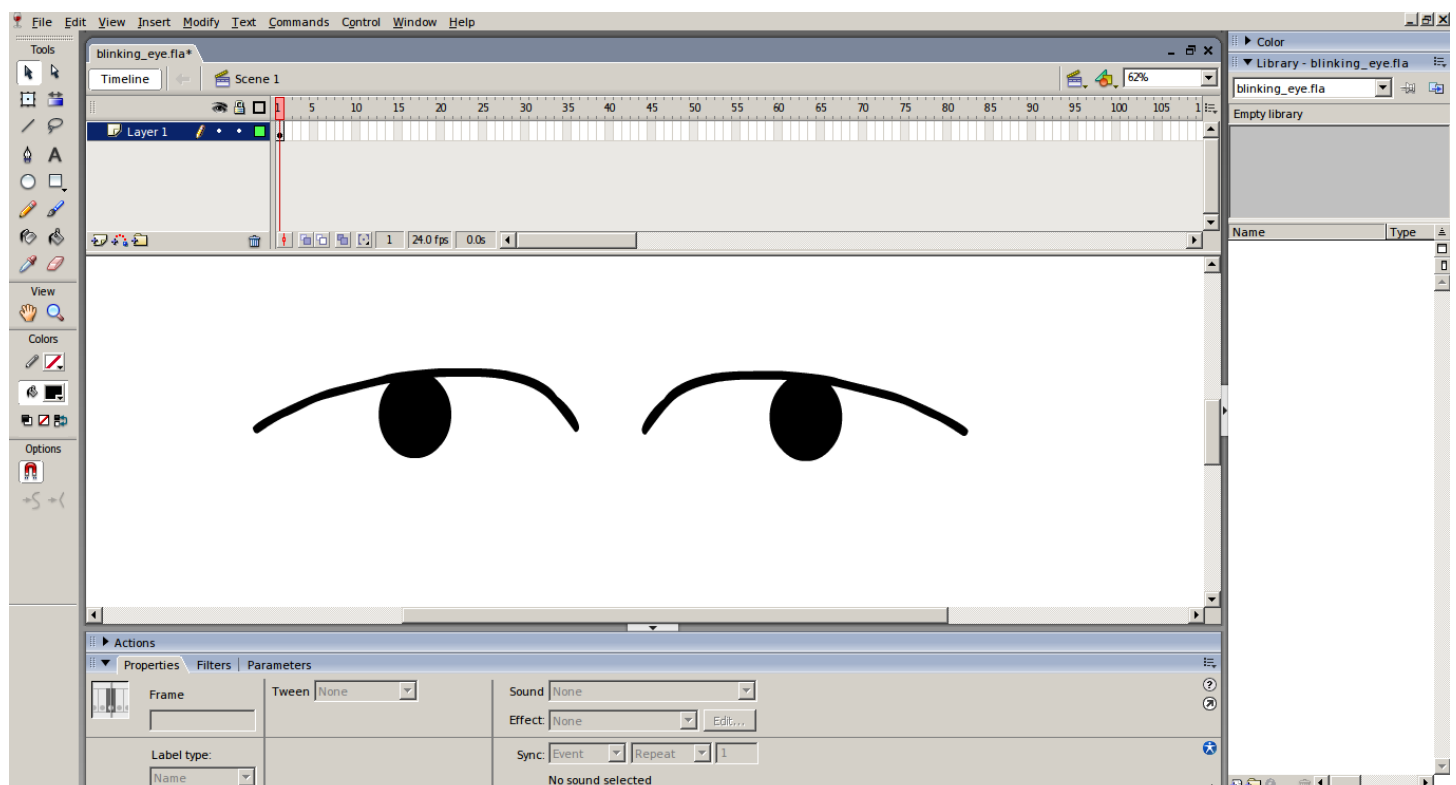 File Edit View Insert Modify Text Commands Control Window Help
Tools
blinking_eye.fla*
Color
Timeline
Scene 1
62%
Library - blinking_eye.fla
blinking_eye.fla
1 5 10 15 20 25 30 35 40 45 50 55 60 65 70 75 80 85 90 95 100 105 1
Empty library
Layer 1
A
1 24.0 fps 0.0s
Name Type
View
Colors
Options
Actions
Properties Filters | Parameters
Frame
Tween None
Sound None
Effect: None Edit...
Label type:
Sync: Event Repeat 1
Name
No sound selected